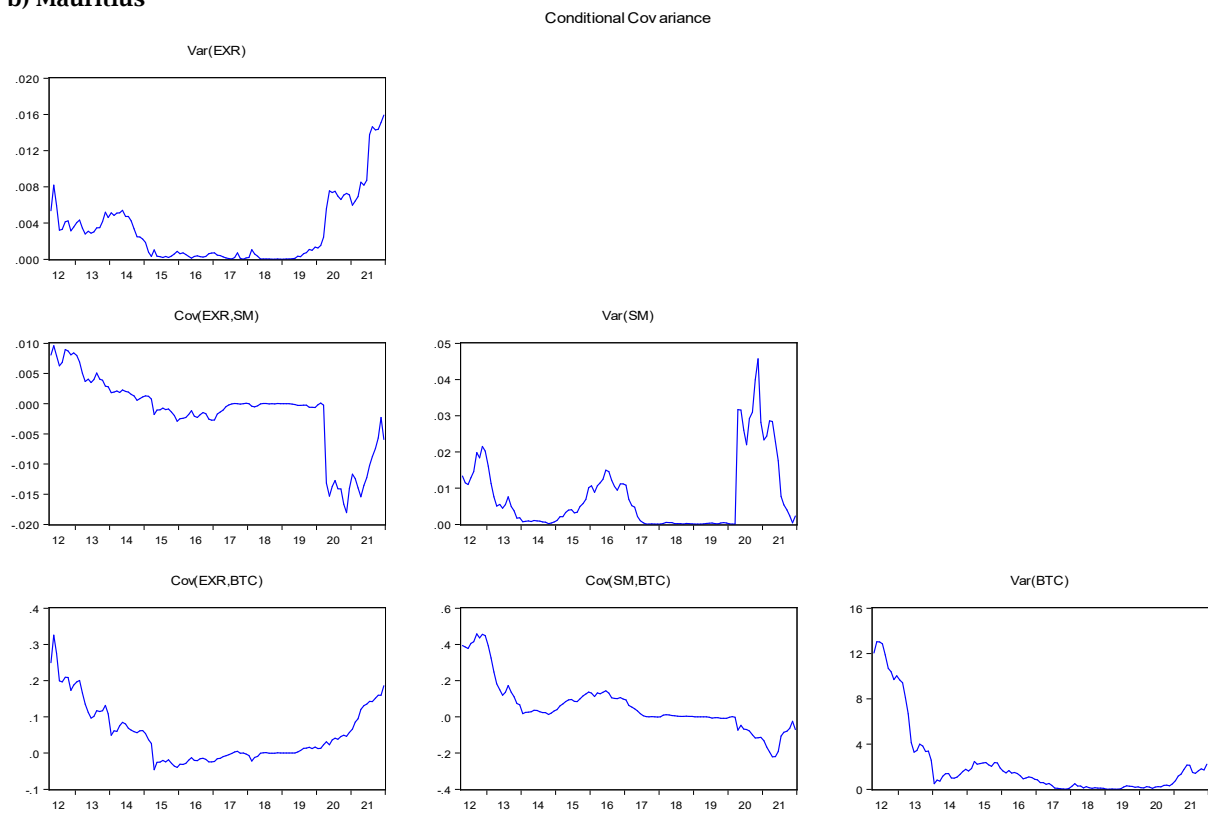 b) Mauritius
Conditional Cov ariance
Var(EXR)
.020
.016
.012
.008
.004
.000
12 13 14 15 16 17 18 19 20 21
Cov(EXR,SM)
.010
.005
.000
-.005
-.010
-.015
-.020
12 13 14 15 16 17 18 19 20 21
Var(SM)
.05
.04
.03
.02
.01
.00
12 13 14 15 16 17 18 19 20 21
Cov(EXR,BTC)
.4
.3
.2
.1
.0
-.1
12 13 14 15 16 17 18 19 20 21
Cov(SM,BTC)
.6
.4
.2
.0
-.2
-.4
12 13 14 15 16 17 18 19 20 21
Var(BTC)
16
12
8
4
0
12 13 14 15 16 17 18 19 20 21